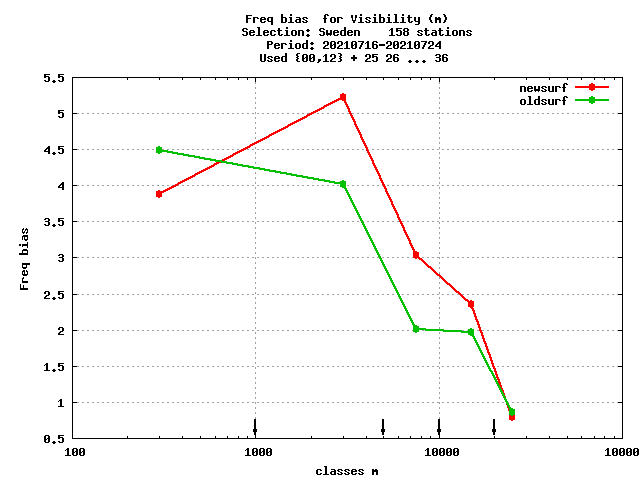 Freq bias  for Visibility (m)
Selection: Sweden    158 stations
Period: 20210716-20210724
Used {00,12} + 25 26 ... 36
newsurf
oldsurf
5.5
5
4.5
4
3.5
3
2.5
2
1.5
1
0.5
Freq bias
100
1000
10000
10000
classes m